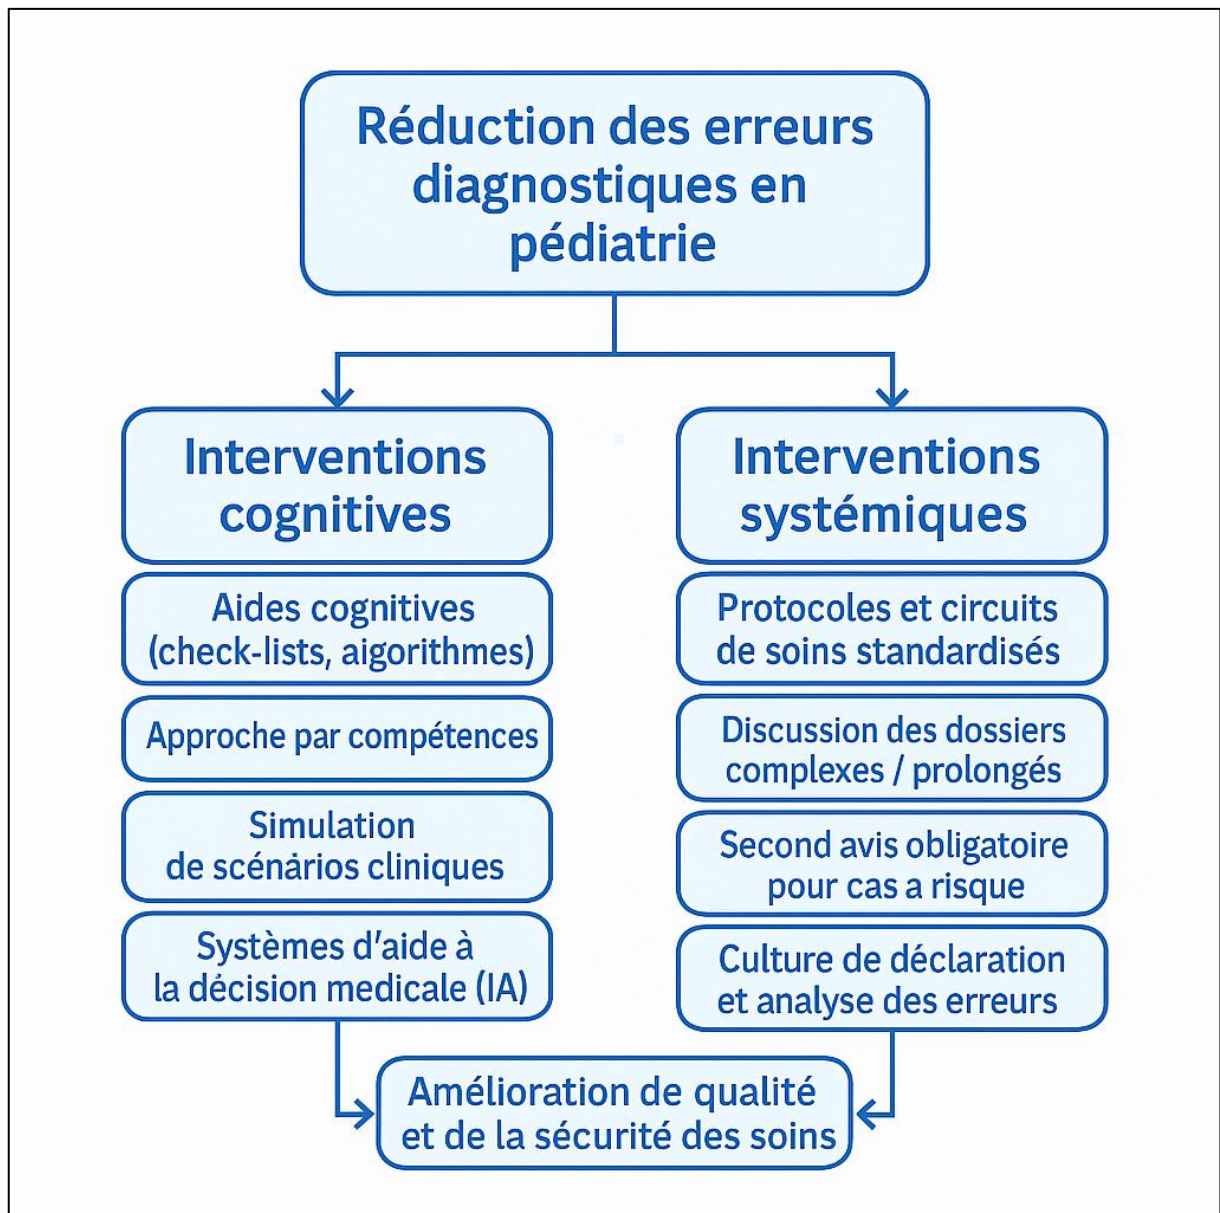 Réduction des erreurs
diagnostiques en
pédiatrie
Interventions
cognitives
Aides cognitives
(check-lists, aigorithmes)
Approche par compétences
Simulation
de scénàrios cliniques
Systèmes d’aide à
la décision medicale (IA)
Interventions
systémiques
Protocoles et circuits
de soins standardisés
Discussion des dossiers
complexes / prolongés
Second avis obligatoire
pour cas a risque
Culture de déclaration
et analyse des erreurs
Amélioration de qualité
et de la sécurité des soins